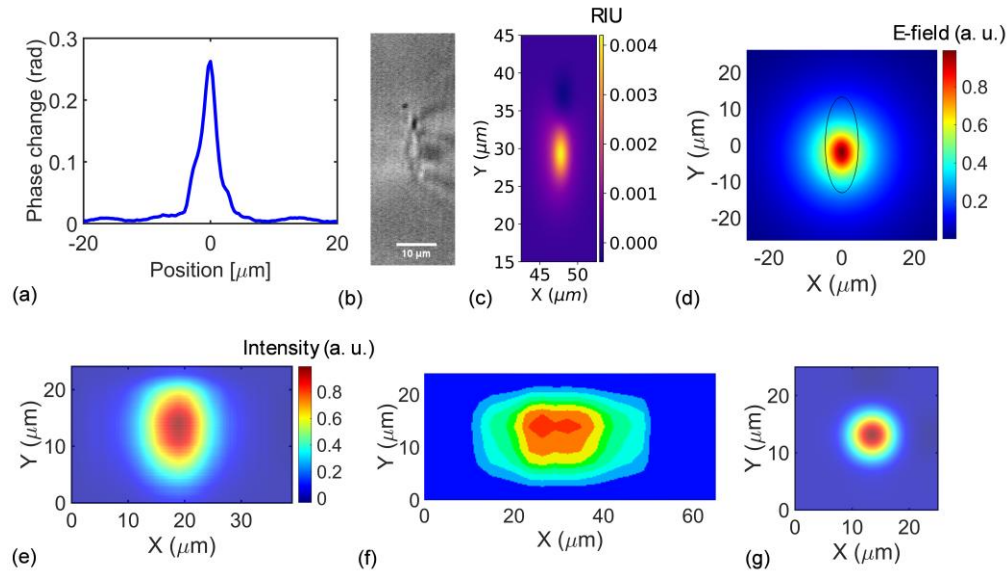 0.3
0.2
0.1
0
Phase change (rad)
-20
0
20
Position [μm]
(a)
10 μm
(b)
RIU
45
40
35
30
25
20
15
Y (μm)
45
50
X (μm)
0.004
0.003
0.002
0.001
0.000
(c)
E-field (a. u.)
20
10
0
-10
-20
Y (μm)
-20
0
20
X (μm)
0.8
0.6
0.4
0.2
(d)
Intensity (a. u.)
20
10
0
Y (μm)
0
10
20
30
X (μm)
0.8
0.6
0.4
0.2
0
(e)
20
10
0
Y (μm)
0
20
40
60
X (μm)
(f)
20
10
0
Y (μm)
0
10
20
X (μm)
(g)